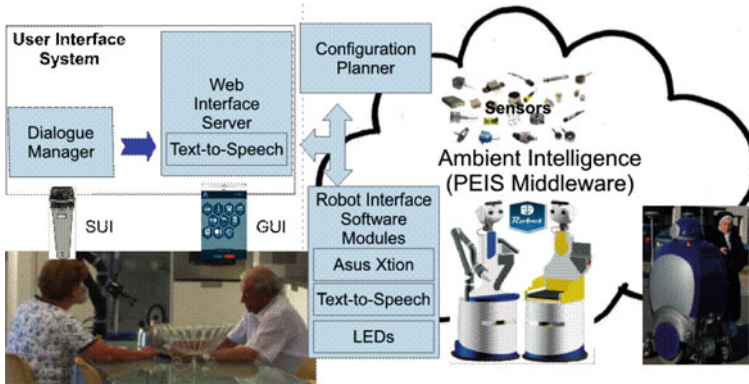 User Interface
System
Dialogue
Manager
Web
Interface
Server
Text-to-Speech
SUI
GUI
Configuration
Planner
Robot Interface
Software
Modules
Asus Xtion
Text-to-Speech
LEDs
Sensors
Ambient Intelligence
(PEIS Middleware)
Robot